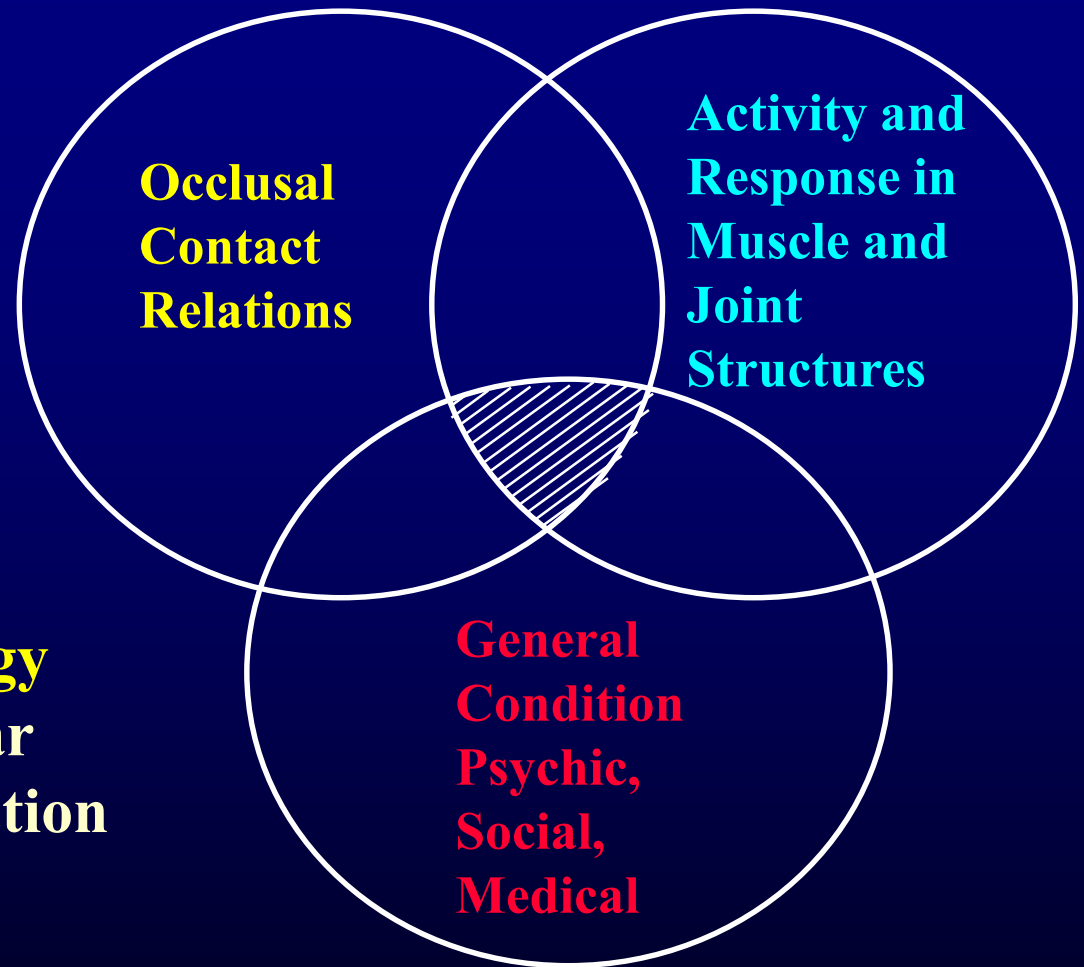 Occlusal
Contact
Relations
Activity and
Response in
Muscle and
Joint
Structures
General
Condition
Psychic,
Social,
Medical
gy
ar
tion